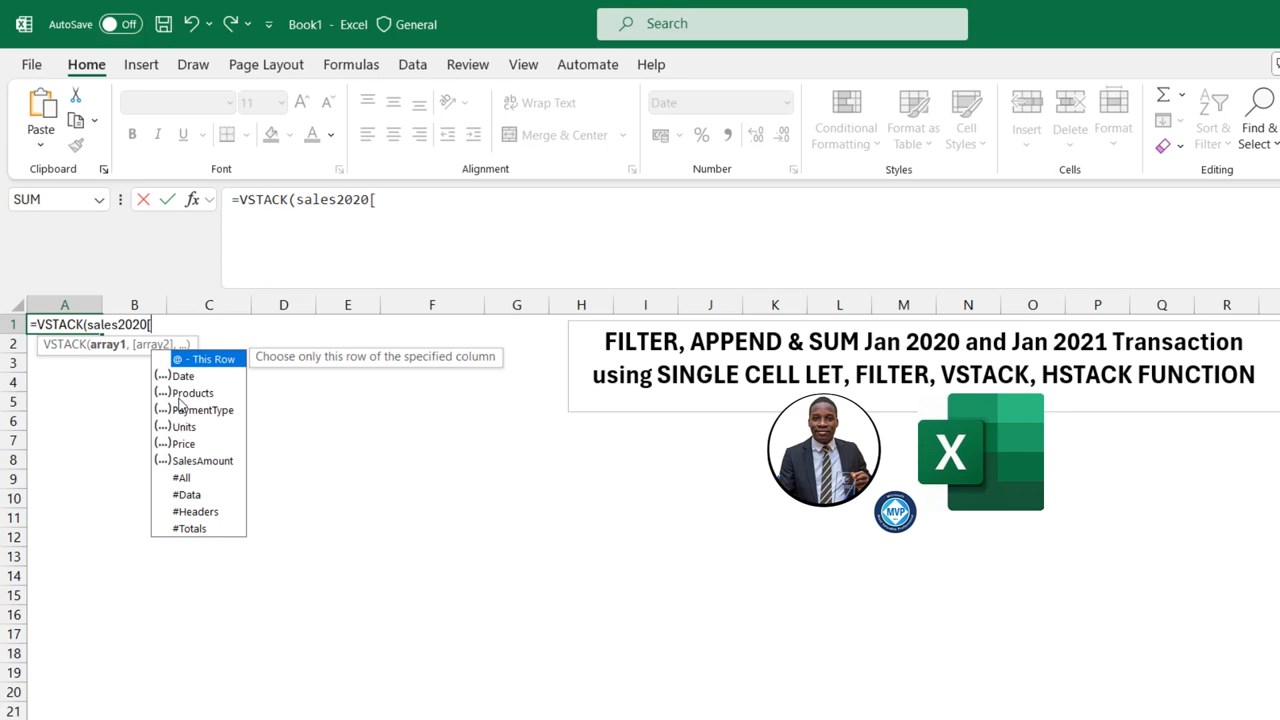 AutoSave Off Book1 - Excel General Search
File Home Insert Draw Page Layout Formulas Data Review View Automate Help
Paste 11 Wrap Text Date Conditional Formatting Format as Table Cell Styles Insert Delete Format Sort & Filter Find & Select
B I U Merge & Center %
Clipboard Font Alignment Number Styles Cells Editing
SUM fx =VSTACK(sales2020[
A B C D E F G H I J K L M N O P Q R
1 =VSTACK(sales2020[
2 VSTACK(array1, [array2], ...)
@ - This Row Choose only this row of the specified column
FILTER, APPEND & SUM Jan 2020 and Jan 2021 Transaction
using SINGLE CELL LET, FILTER, VSTACK, HSTACK FUNCTION
3
(...) Date
4
(...) Products
5
(...) PaymentType
6
(...) Units
7
(...) Price
8
(...) SalesAmount
9
#All
10
#Data
11
#Headers
12
#Totals
13
14
15
16
17
18
19
20
21
X
MVP